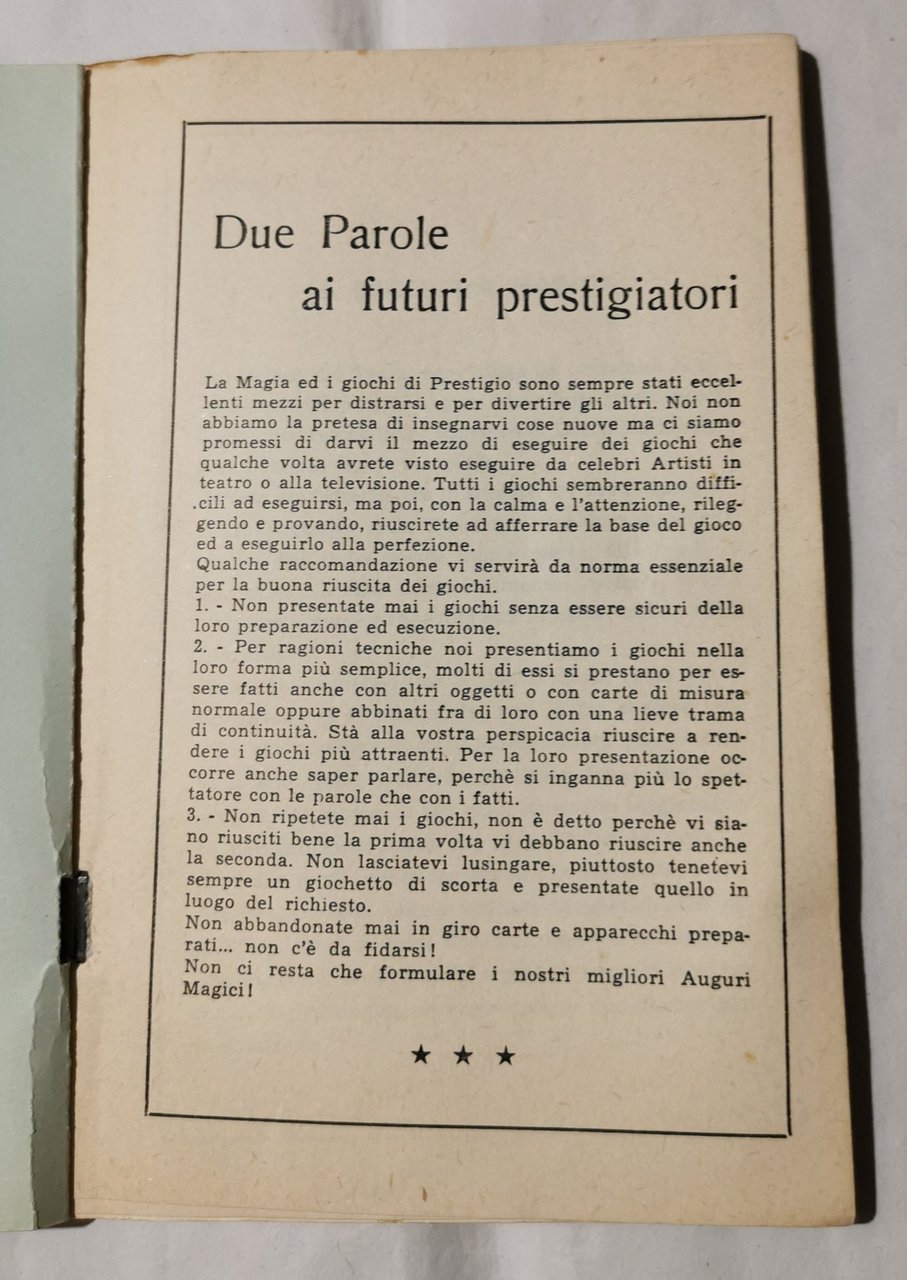 Due Parole
ai futuri prestigiatori
La Magia ed i giochi di Prestigio sono sempre stati eccel-
lenti mezzi per distrarsi e per divertire gli altri. Noi non
abbiamo la pretesa di insegnarvi cose nuove ma ci siamo
promessi di darvi il mezzo di eseguire dei giochi che
qualche volta avrete visto eseguire da celebri Artisti in
teatro o alla televisione. Tutti i giochi sembreranno diffi-
.cili ad eseguirsi, ma poi, con la calma e l'attenzione, rileg-
gendo e provando, riuscirete ad afferrare la base del gioco
ed a eseguirlo alla perfezione.
Qualche raccomandazione vi servirà da norma essenziale
per la buona riuscita dei giochi.
1. - Non presentate mai i giochi senza essere sicuri della
loro preparazione ed esecuzione.
2. - Per ragioni tecniche noi presentiamo i giochi nella
loro forma più semplice, molti di essi si prestano per es-
sere fatti anche con altri oggetti o con carte di misura
normale oppure abbinati fra di loro con una lieve trama
di continuità. Stà alla vostra perspicacia riuscire a ren-
dere i giochi più attraenti. Per la loro presentazione oc-
corre anche saper parlare, perchè si inganna più lo spet-
tatore con le parole che con i fatti.
3. - Non ripetete mai i giochi, non è detto perchè vi sia-
no riusciti bene la prima volta vi debbano riuscire anche
la seconda. Non lasciatevi lusingare, piuttosto tenetevi
sempre un giochetto di scorta e presentate quello in
luogo del richiesto.
Non abbandonate mai in giro carte e apparecchi prepa-
rati... non c'è da fidarsi!
Non ci resta che formulare i nostri migliori Auguri
Magici!
★ ★ ★